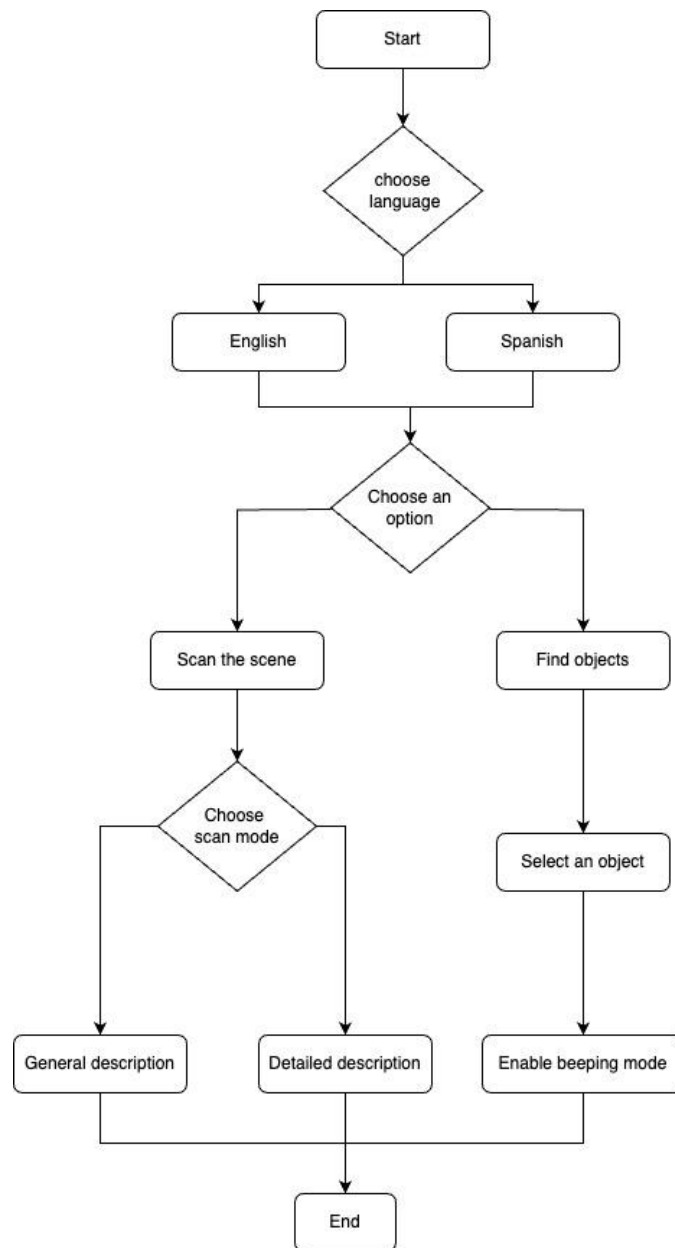 Start
choose
language
English
Spanish
Choose an
option
Scan the scene
Find objects
Choose
scan mode
Select an object
General description
Detailed description
Enable beeping mode
End